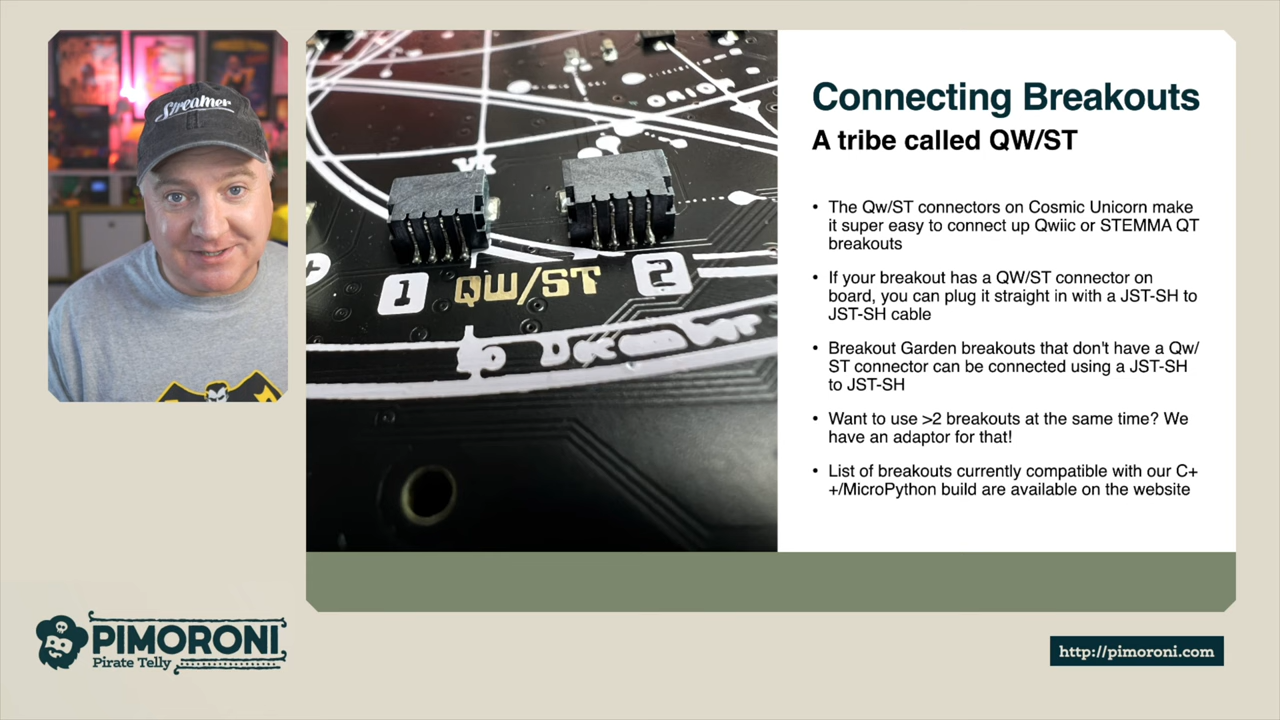 Streamer
ORION
1
QW/ST
2
Connecting Breakouts
A tribe called QW/ST
• The Qw/ST connectors on Cosmic Unicorn make
it super easy to connect up Qwiic or STEMMA QT
breakouts
• If your breakout has a QW/ST connector on
board, you can plug it straight in with a JST-SH to
JST-SH cable
• Breakout Garden breakouts that don't have a Qw/
ST connector can be connected using a JST-SH
to JST-SH
• Want to use >2 breakouts at the same time? We
have an adaptor for that!
• List of breakouts currently compatible with our C+
+/MicroPython build are available on the website
PIMORONI
Pirate Telly
http://pimoroni.com